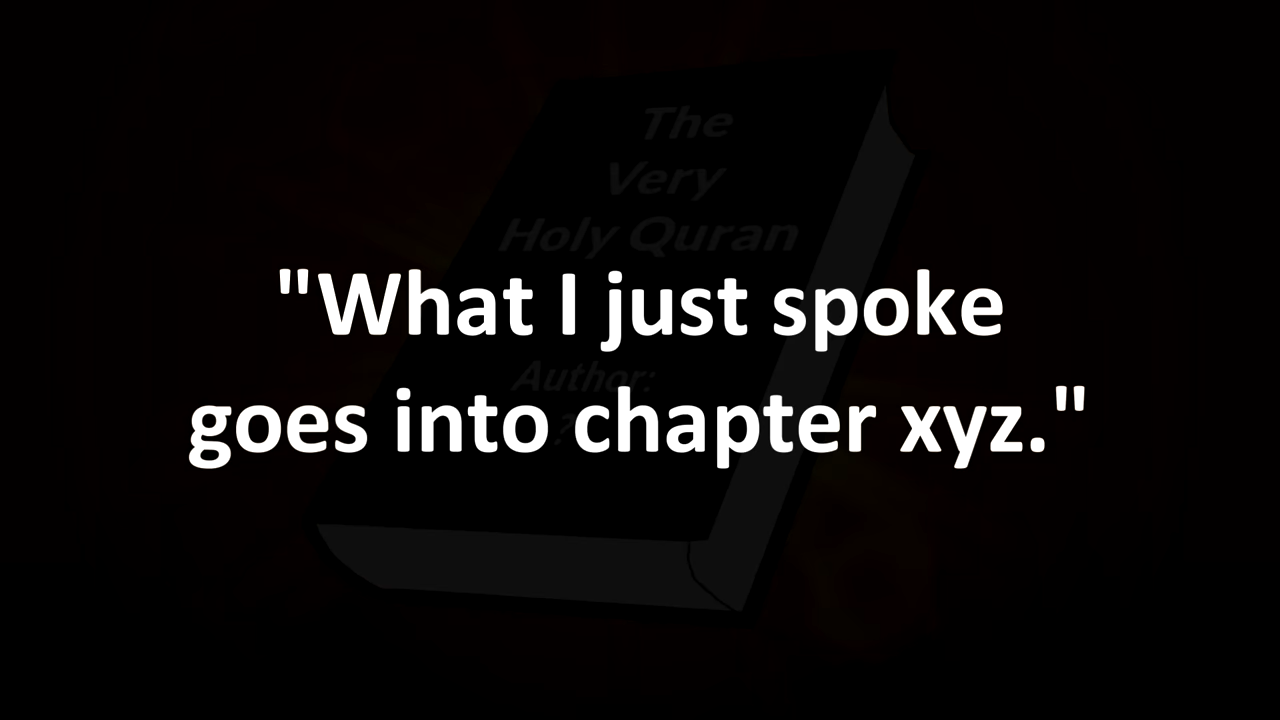 The
Very
Holy Quran
"What I just spoke
Author:
?
goes into chapter xyz."